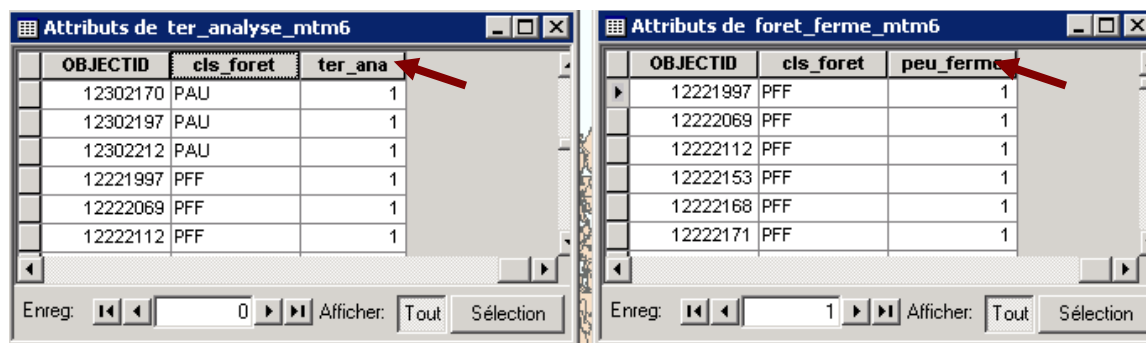 Attributs de ter_analyse_mtm6
OBJECTID cls_foret ter_ana
12302170 PAU 1
12302197 PAU 1
12302212 PAU 1
12221997 PFF 1
12222069 PFF 1
12222112 PFF 1
Enreg: 0 Afficher: Tout Sélection
Attributs de foret_ferme_mtm6
OBJECTID cls_foret peu_ferme
12221997 PFF 1
12222069 PFF 1
12222112 PFF 1
12222153 PFF 1
12222168 PFF 1
12222171 PFF 1
Enreg: 1 Afficher: Tout Sélection